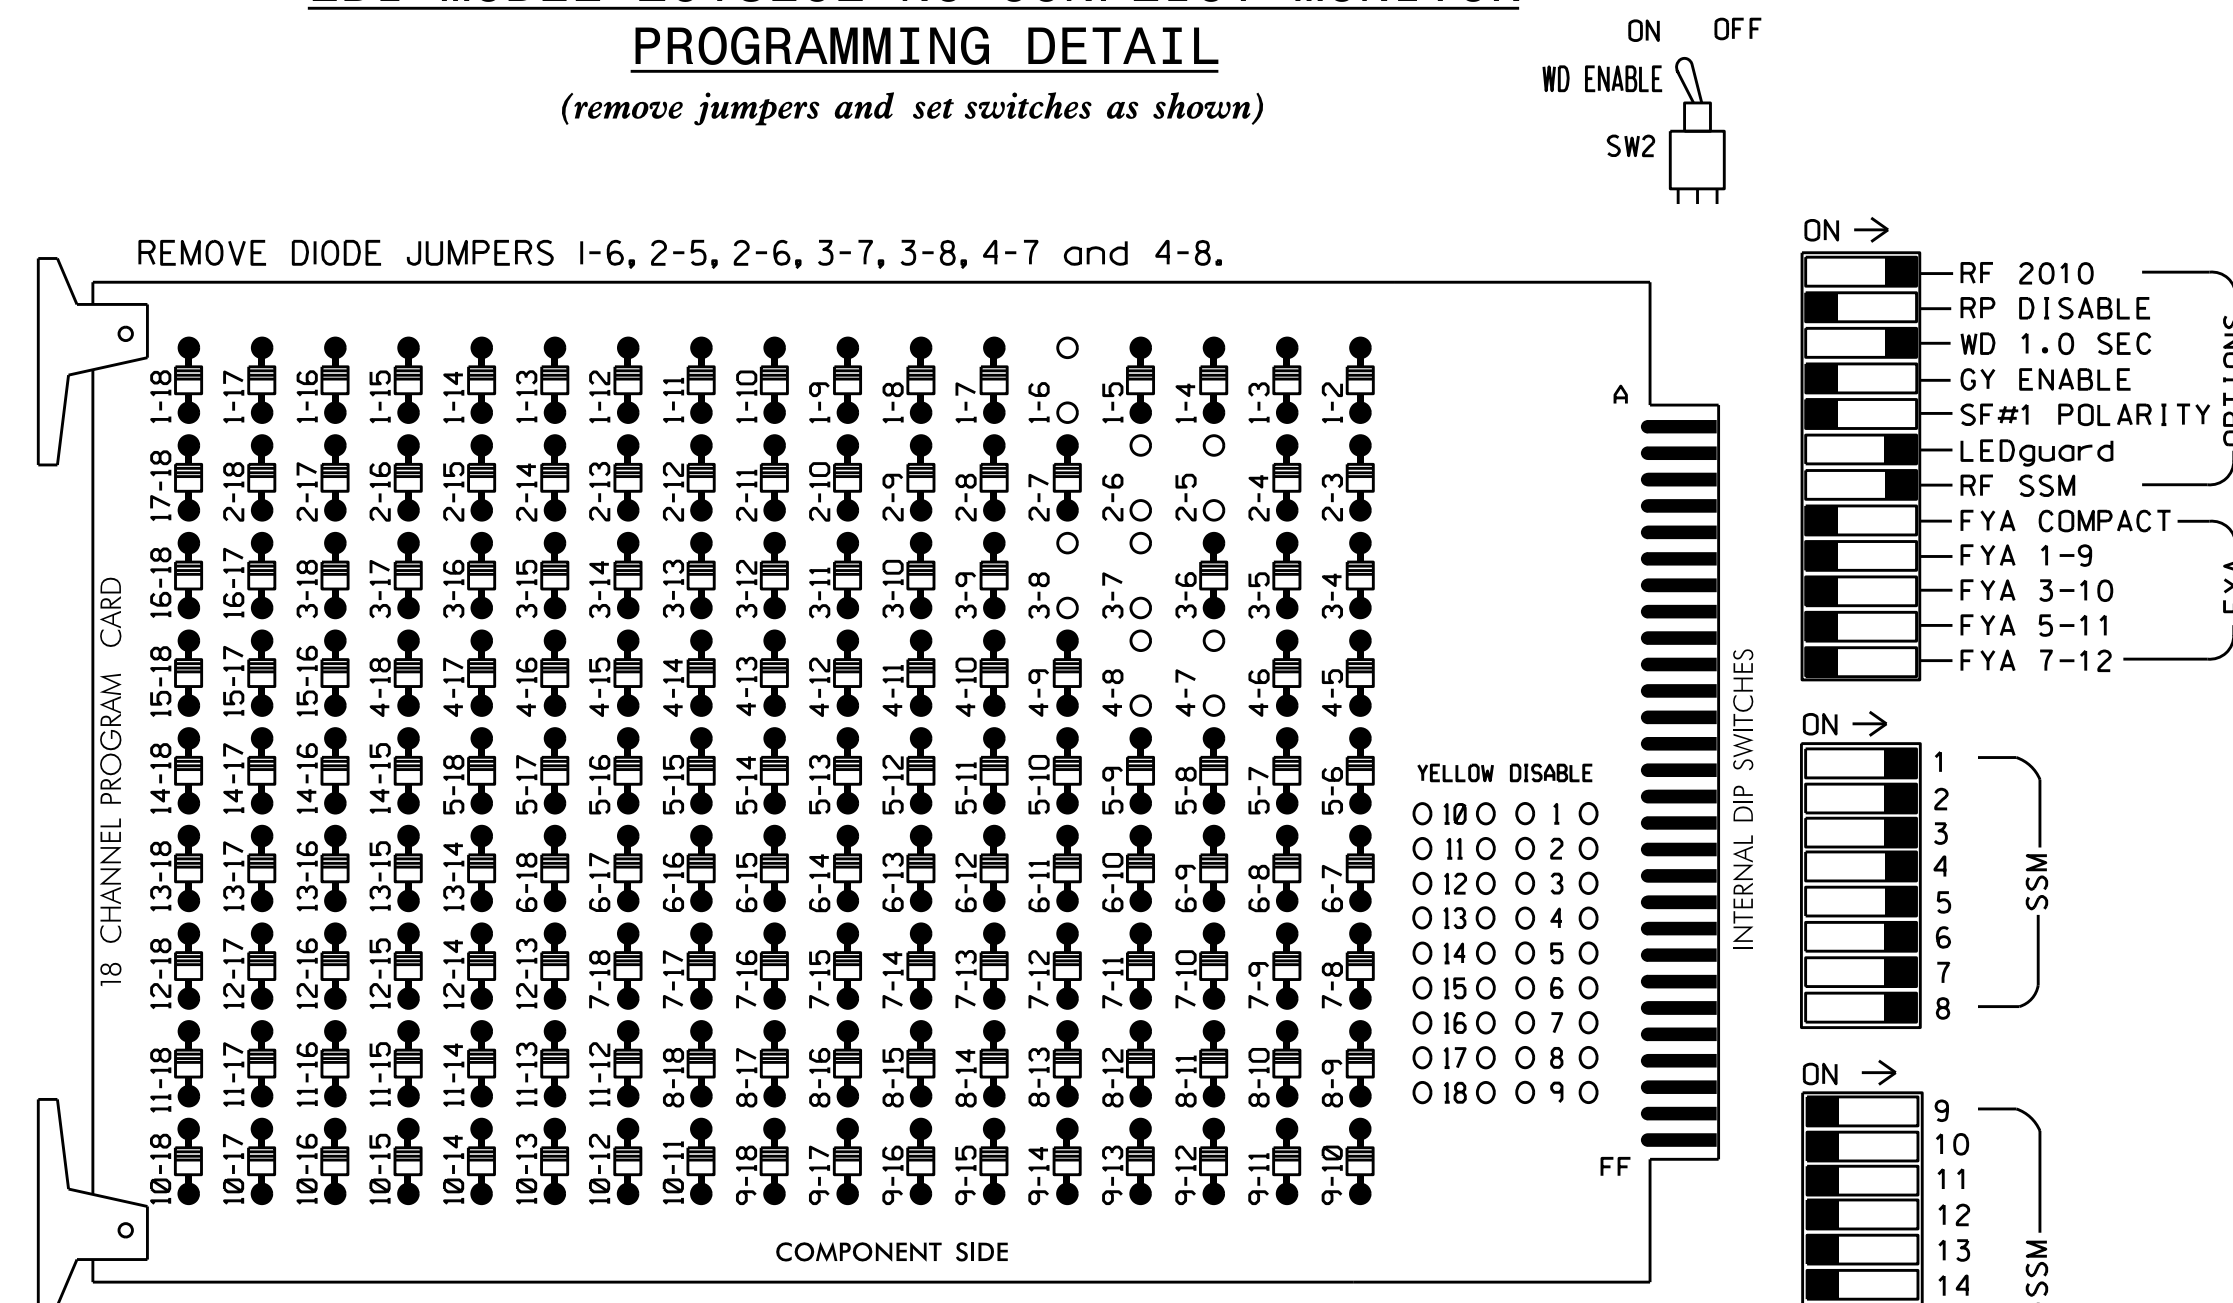 PROGRAMMING DETAIL
(remove jumpers and set switches as shown)
ON OFF
WD ENABLE
SW2
REMOVE DIODE JUMPERS 1-6, 2-5, 2-6, 3-7, 3-8, 4-7 and 4-8.
1-18 1-17 1-16 1-15 1-14 1-13 1-12 1-11 1-10 1-9 1-8 1-7 1-6 1-5 1-4 1-3 1-2
17-18 2-18 2-17 2-16 2-15 2-14 2-13 2-12 2-11 2-10 2-9 2-8 2-7 2-6 2-5 2-4 2-3
16-18 16-17 3-18 3-17 3-16 3-15 3-14 3-13 3-12 3-11 3-10 3-9 3-8 3-7 3-6 3-5 3-4
15-18 15-17 15-16 4-18 4-17 4-16 4-15 4-14 4-13 4-12 4-11 4-10 4-9 4-8 4-7 4-6 4-5
14-18 14-17 14-16 14-15 5-18 5-17 5-16 5-15 5-14 5-13 5-12 5-11 5-10 5-9 5-8 5-7 5-6
13-18 13-17 13-16 13-15 13-14 6-18 6-17 6-16 6-15 6-14 6-13 6-12 6-11 6-10 6-9 6-8 6-7
12-18 12-17 12-16 12-15 12-14 12-13 7-18 7-17 7-16 7-15 7-14 7-13 7-12 7-11 7-10 7-9 7-8
11-18 11-17 11-16 11-15 11-14 11-13 11-12 8-18 8-17 8-16 8-15 8-14 8-13 8-12 8-11 8-10 8-9
10-18 10-17 10-16 10-15 10-14 10-13 10-12 10-11 9-18 9-17 9-16 9-15 9-14 9-13 9-12 9-11 9-10
18 CHANNEL PROGRAM CARD
COMPONENT SIDE
YELLOW DISABLE
10 1
11 2
12 3
13 4
14 5
15 6
16 7
17 8
18 9
A
FF
INTERNAL DIP SWITCHES
ON →
RF 2010
RP DISABLE
WD 1.0 SEC
GY ENABLE
SF#1 POLARITY
LEDguard
RF SSM
FYA COMPACT
FYA 1-9
FYA 3-10
FYA 5-11
FYA 7-12
ON →
1
2
3
4
5
6
7
8
SSM
ON →
9
10
11
12
13
14
SSM